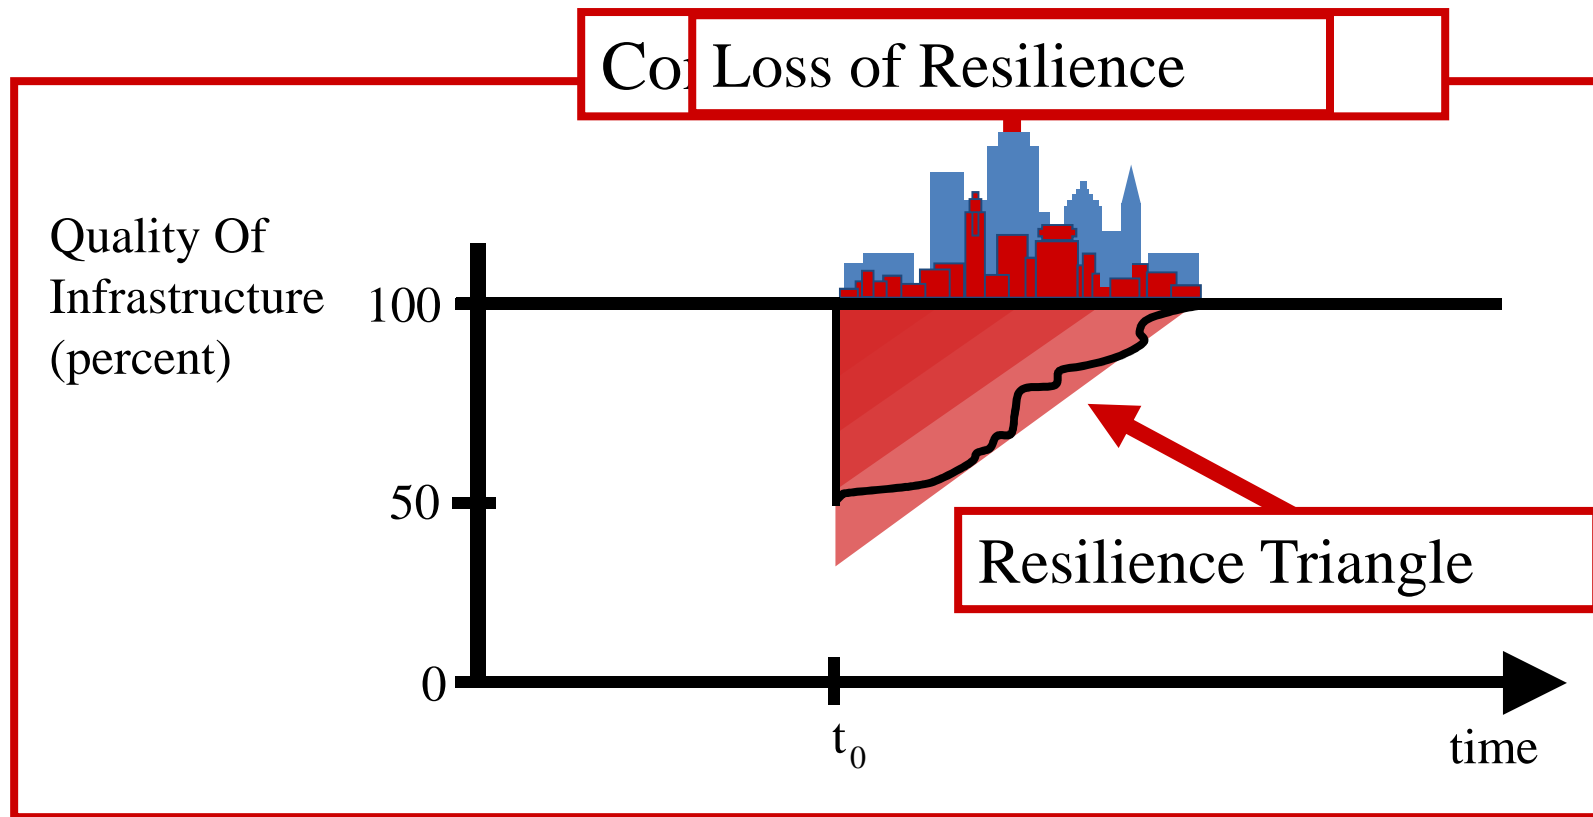 Loss of Resilience
Quality Of
Infrastructure
(percent)
100
50
0
Resilience Triangle
t₀
time